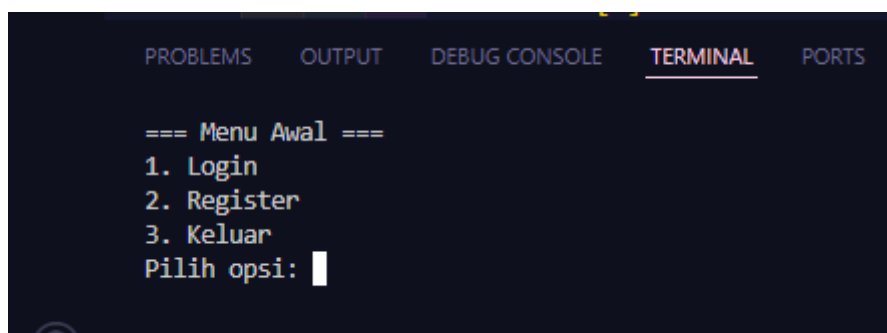 PROBLEMS OUTPUT DEBUG CONSOLE TERMINAL PORTS
=== Menu Awal ===
1. Login
2. Register
3. Keluar
Pilih opsi: